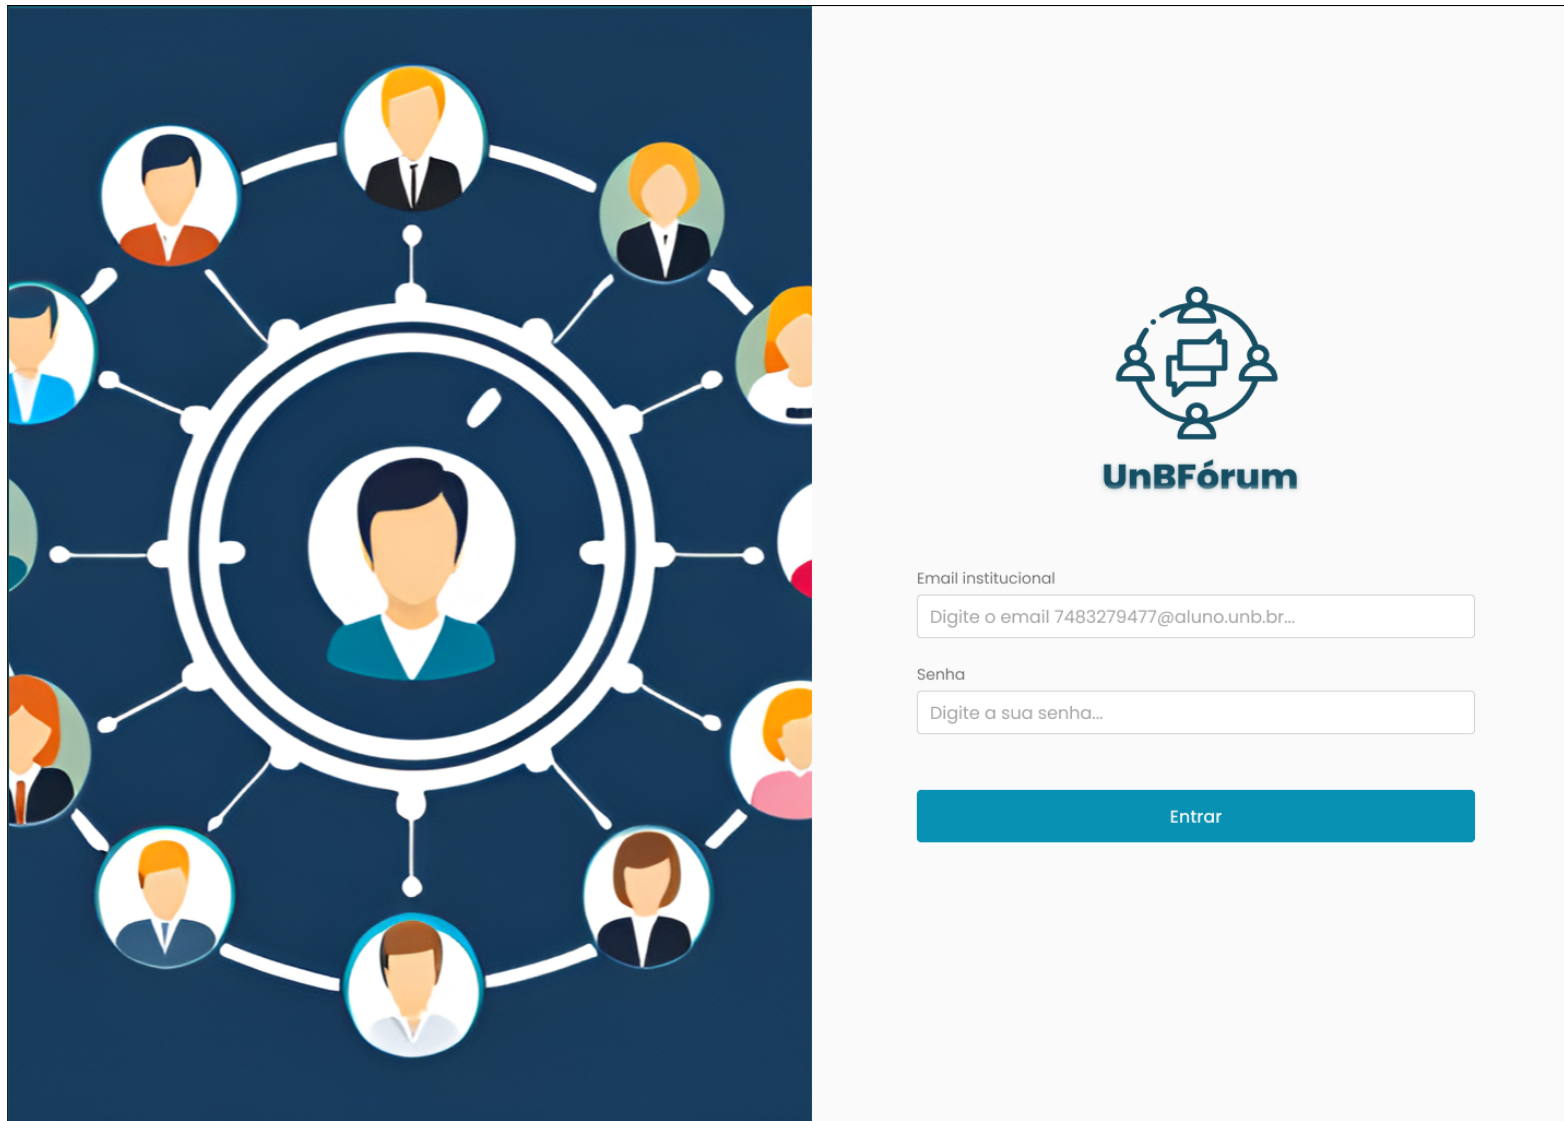 UnBFórum
Email institucional
Digite o email 7483279477@aluno.unb.br...
Senha
Digite a sua senha...
Entrar